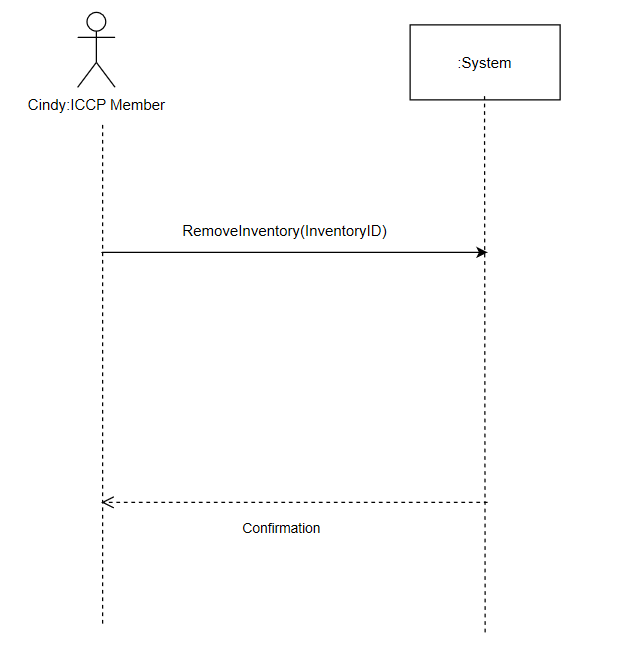 :System
Cindy:ICCP Member
RemoveInventory(InventoryID)
Confirmation